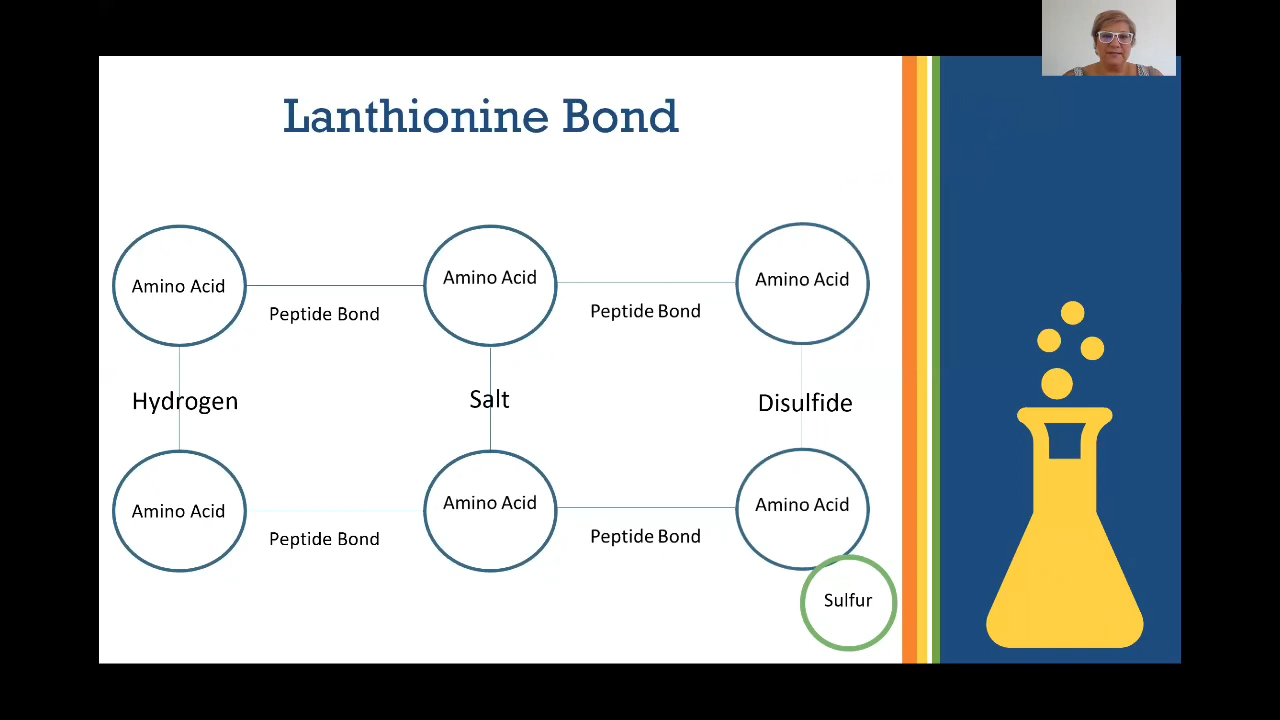 Lanthionine Bond
Amino Acid
Peptide Bond
Amino Acid
Peptide Bond
Amino Acid
Hydrogen
Salt
Disulfide
Amino Acid
Peptide Bond
Amino Acid
Peptide Bond
Amino Acid
Sulfur